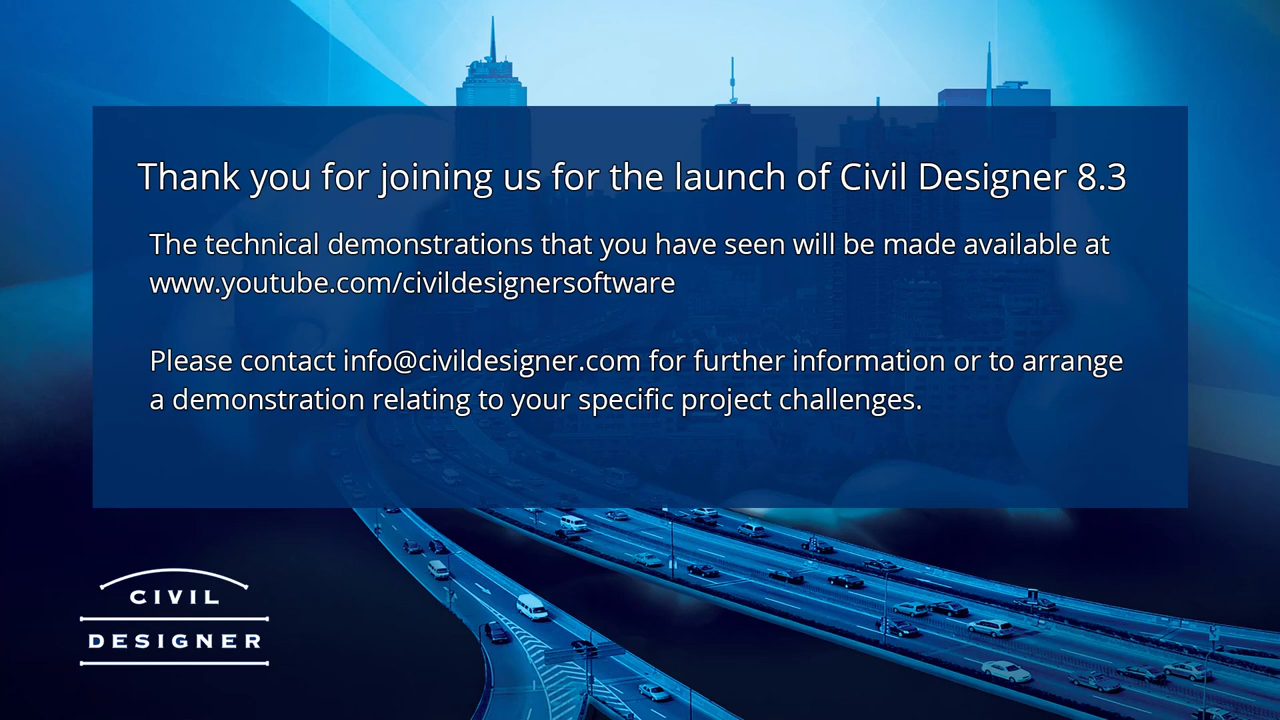 Thank you for joining us for the launch of Civil Designer 8.3
The technical demonstrations that you have seen will be made available at
www.youtube.com/civildesignersoftware
Please contact info@civildesigner.com for further information or to arrange
a demonstration relating to your specific project challenges.
CIVIL
DESIGNER